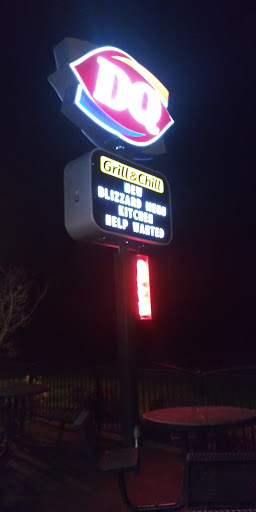 DQ
Grill & Chill
NEW
BLIZZARD MENU
KITCHEN
HELP WANTED